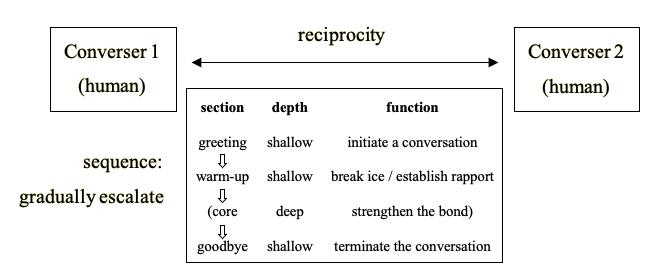 reciprocity
Converser 1
(human)
Converser 2
(human)
section depth function
greeting shallow initiate a conversation
⇩
warm-up shallow break ice / establish rapport
⇩
(core deep strengthen the bond)
⇩
goodbye shallow terminate the conversation
sequence:
gradually escalate